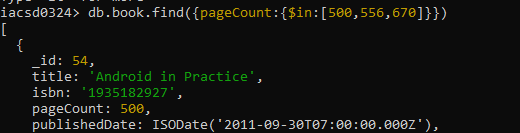 iacsd0324> db.book.find({pageCount:{$in:[500,556,670]}})
[
  {
    _id: 54,
    title: 'Android in Practice',
    isbn: '1935182927',
    pageCount: 500,
    publishedDate: ISODate('2011-09-30T07:00:00.000Z'),